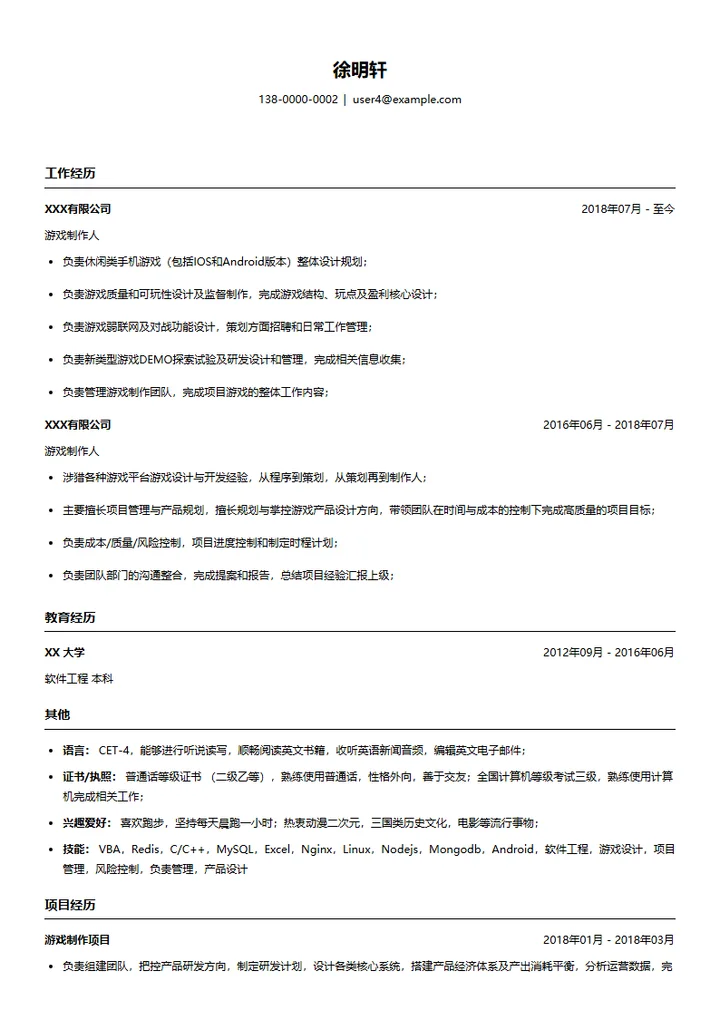 徐明轩
138-0000-0002 | user4@example.com
工作经历
XXX有限公司 2018年07月 - 至今
游戏制作人
• 负责休闲类手机游戏（包括IOS和Android版本）整体设计规划；
• 负责游戏质量和可玩性设计及监督制作，完成游戏结构、玩点及盈利核心设计；
• 负责游戏弱联网及对战功能设计，策划方面招聘和日常工作管理；
• 负责新类型游戏DEMO探索试验及研发设计和管理，完成相关信息收集；
• 负责管理游戏制作团队，完成项目游戏的整体工作内容；
XXX有限公司 2016年06月 - 2018年07月
游戏制作人
• 涉猎各种游戏平台游戏设计与开发经验，从程序到策划，从策划再到制作人；
• 主要擅长项目管理与产品规划，擅长规划与掌控游戏产品设计方向，带领团队在时间与成本的控制下完成高质量的项目目标；
• 负责成本/质量/风险控制，项目进度控制和制定时程计划；
• 负责团队部门的沟通整合，完成提案和报告，总结项目经验汇报上级；
教育经历
XX 大学 2012年09月 - 2016年06月
软件工程 本科
其他
• 语言： CET-4，能够进行听说读写，顺畅阅读英文书籍，收听英语新闻音频，编辑英文电子邮件；
• 证书/执照： 普通话等级证书 （二级乙等），熟练使用普通话，性格外向，善于交友；全国计算机等级考试三级，熟练使用计算
机完成相关工作；
• 兴趣爱好： 喜欢跑步，坚持每天晨跑一小时；热衷动漫二次元，三国类历史文化，电影等流行事物；
• 技能： VBA，Redis，C/C++，MySQL，Excel，Nginx，Linux，Nodejs，Mongodb，Android，软件工程，游戏设计，项目
管理，风险控制，负责管理，产品设计
项目经历
游戏制作项目 2018年01月 - 2018年03月
• 负责组建团队，把控产品研发方向，制定研发计划，设计各类核心系统，搭建产品经济体系及产出消耗平衡，分析运营数据，完